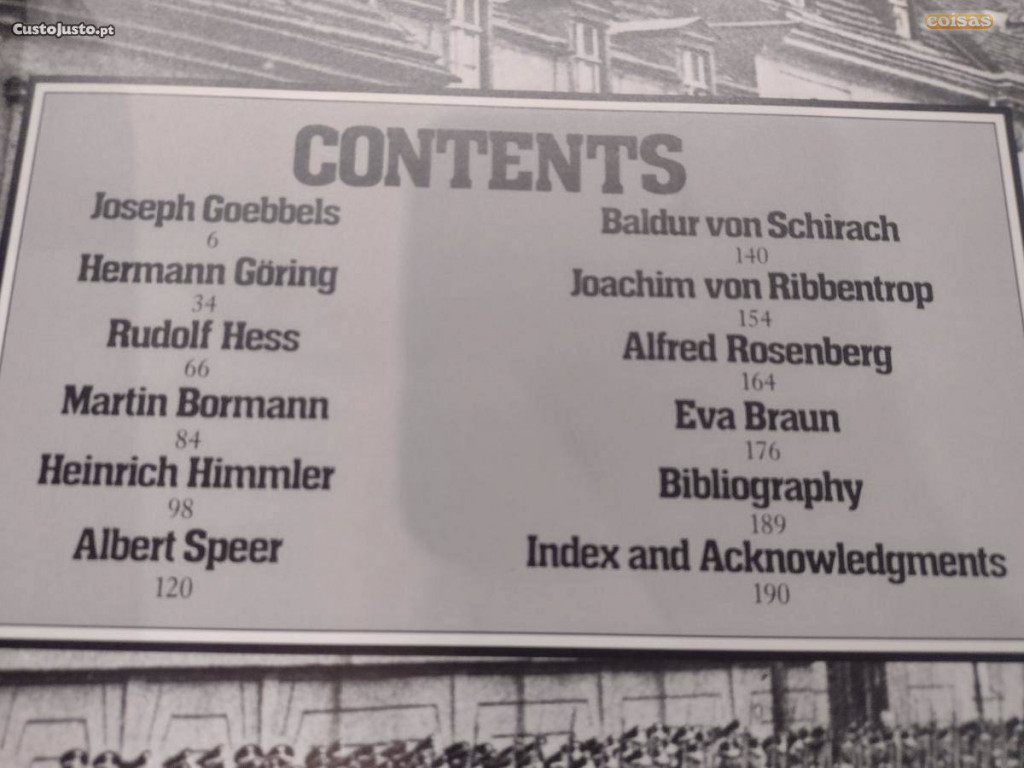 CustoJusto.pt
coisas
CONTENTS
Joseph Goebbels
6
Hermann Göring
34
Rudolf Hess
66
Martin Bormann
84
Heinrich Himmler
98
Albert Speer
120
Baldur von Schirach
140
Joachim von Ribbentrop
154
Alfred Rosenberg
164
Eva Braun
176
Bibliography
189
Index and Acknowledgments
190